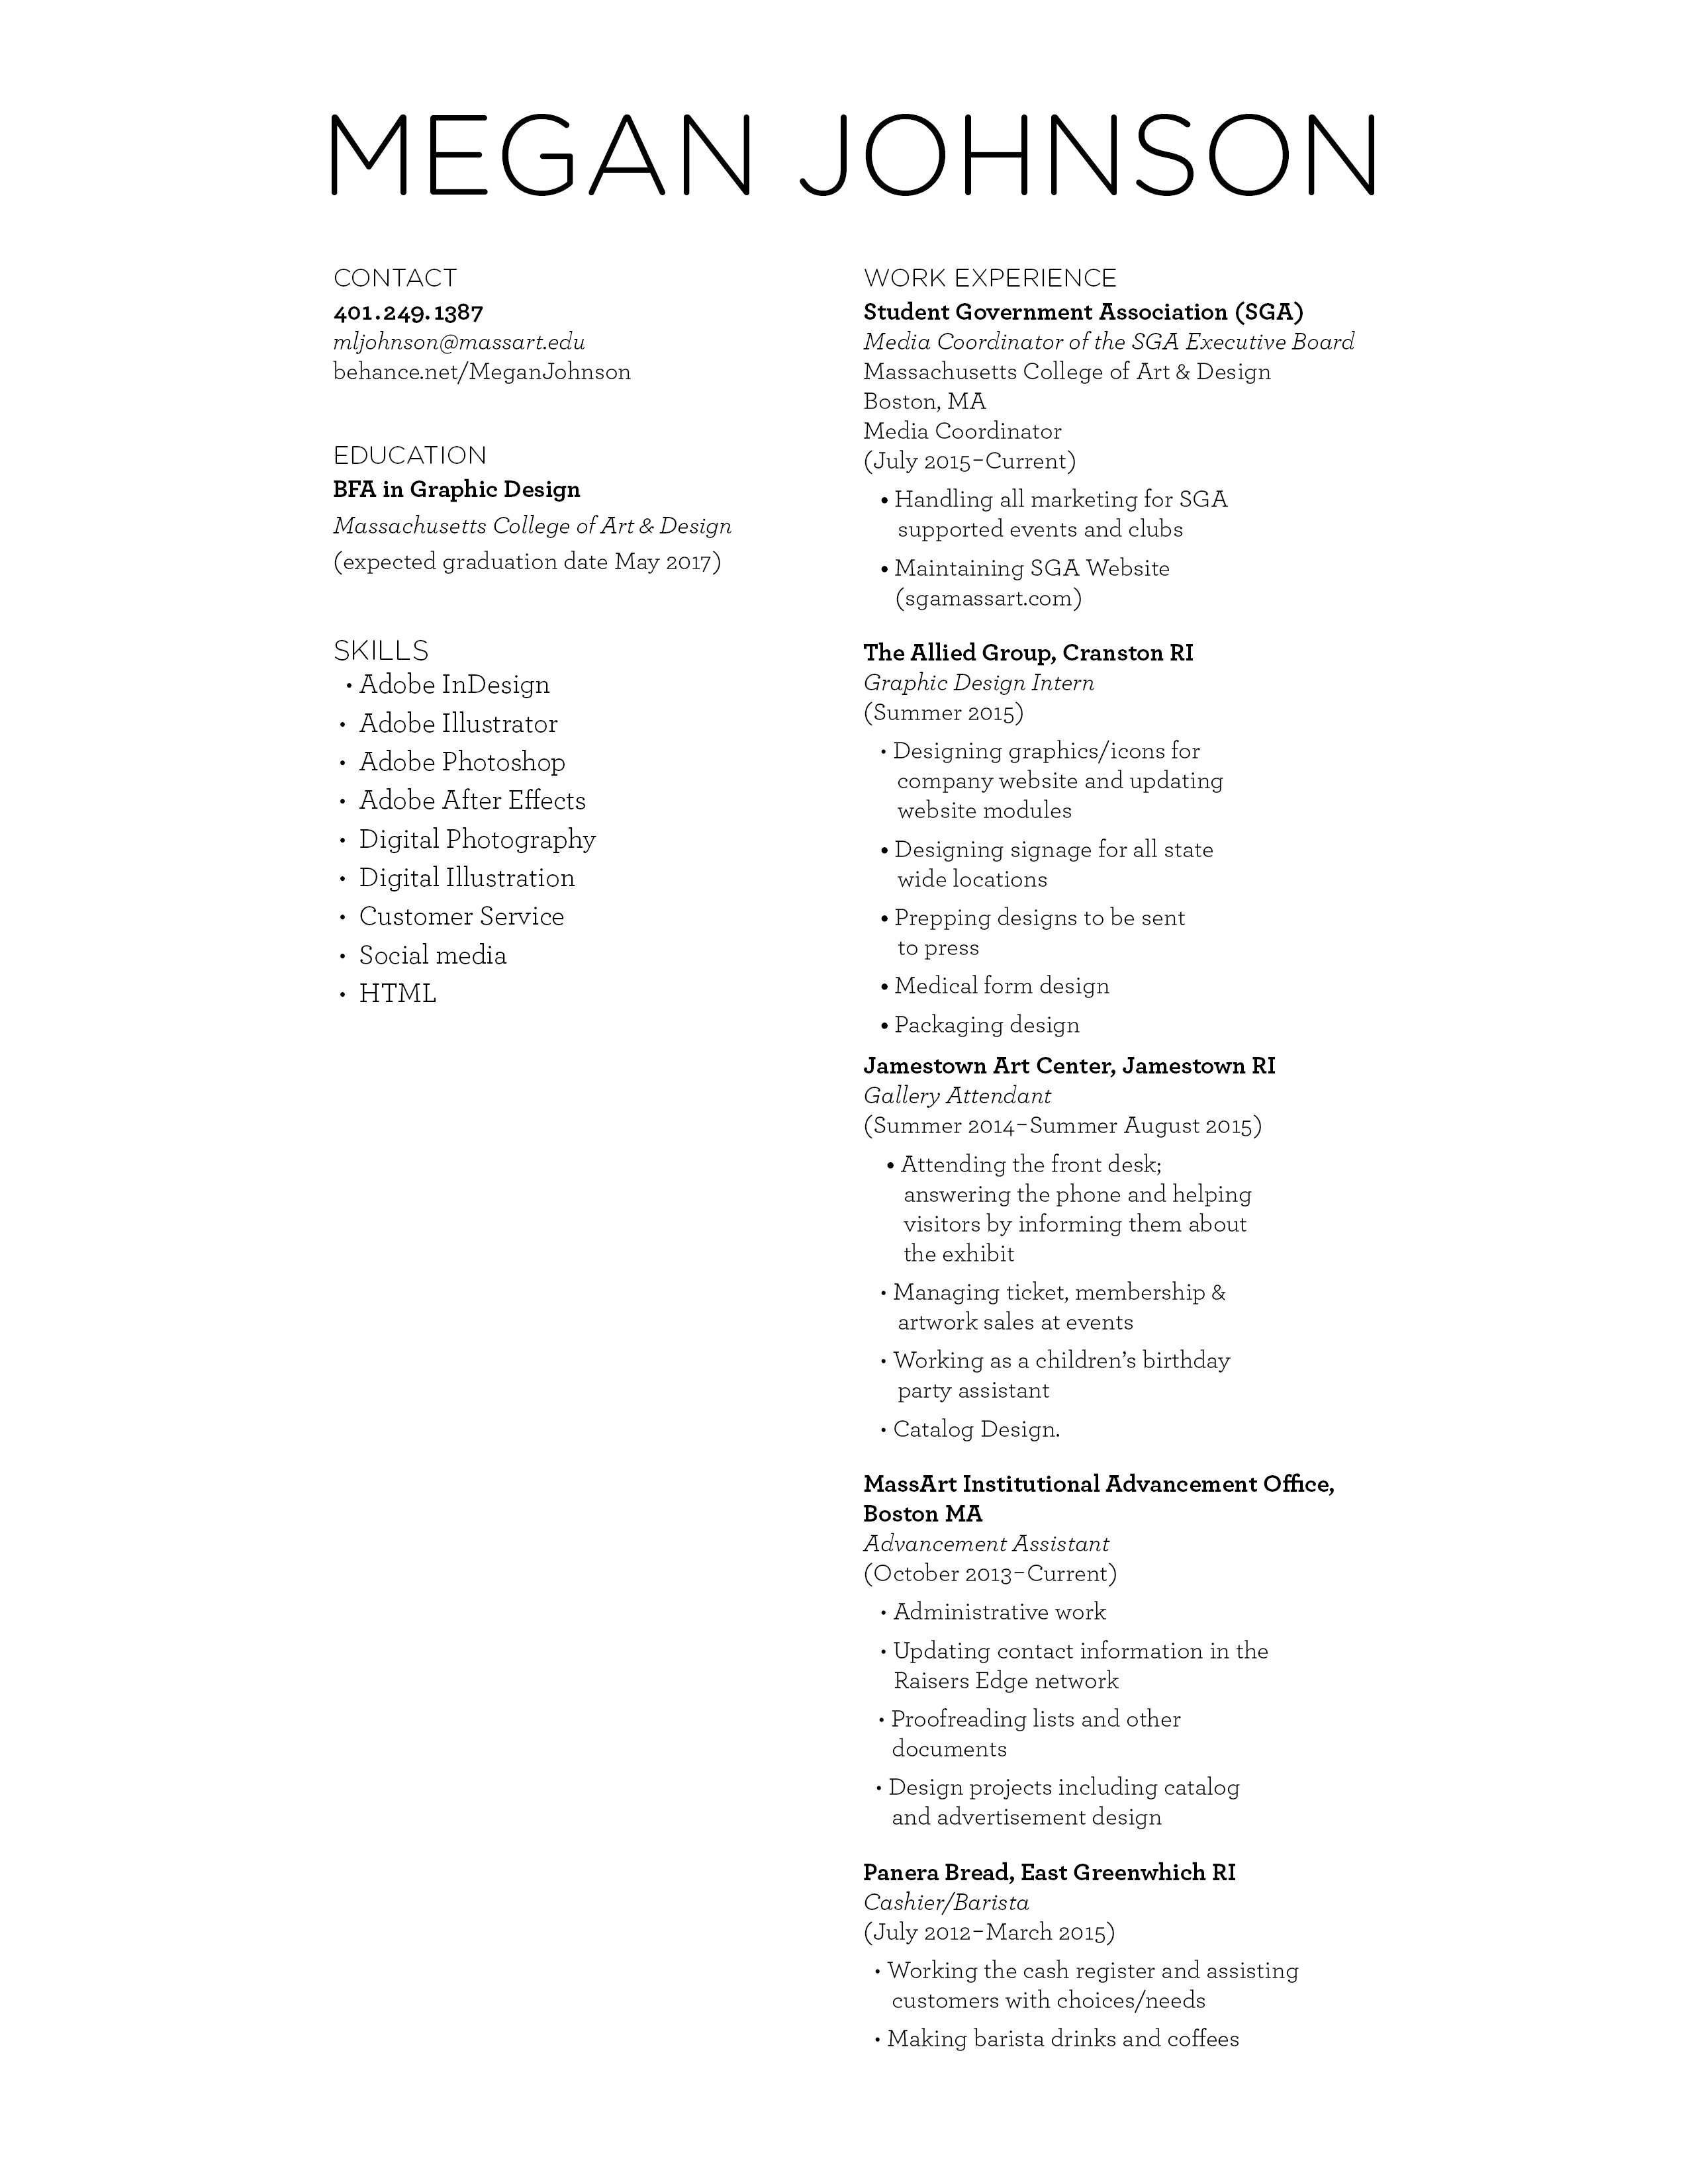 MEGAN JOHNSON
CONTACT
401.249.1387
mljohnson@massart.edu
behance.net/MeganJohnson
EDUCATION
BFA in Graphic Design
Massachusetts College of Art & Design
(expected graduation date May 2017)
SKILLS
• Adobe InDesign
• Adobe Illustrator
• Adobe Photoshop
• Adobe After Effects
• Digital Photography
• Digital Illustration
• Customer Service
• Social media
• HTML
WORK EXPERIENCE
Student Government Association (SGA)
Media Coordinator of the SGA Executive Board
Massachusetts College of Art & Design
Boston, MA
Media Coordinator
(July 2015–Current)
• Handling all marketing for SGA
supported events and clubs
• Maintaining SGA Website
(sgamassart.com)
The Allied Group, Cranston RI
Graphic Design Intern
(Summer 2015)
• Designing graphics/icons for
company website and updating
website modules
• Designing signage for all state
wide locations
• Prepping designs to be sent
to press
• Medical form design
• Packaging design
Jamestown Art Center, Jamestown RI
Gallery Attendant
(Summer 2014–Summer August 2015)
• Attending the front desk;
answering the phone and helping
visitors by informing them about
the exhibit
• Managing ticket, membership &
artwork sales at events
• Working as a children’s birthday
party assistant
• Catalog Design.
MassArt Institutional Advancement Office,
Boston MA
Advancement Assistant
(October 2013–Current)
• Administrative work
• Updating contact information in the
Raisers Edge network
• Proofreading lists and other
documents
• Design projects including catalog
and advertisement design
Panera Bread, East Greenwhich RI
Cashier/Barista
(July 2012–March 2015)
• Working the cash register and assisting
customers with choices/needs
• Making barista drinks and coffees